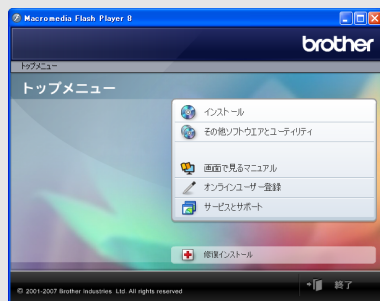 Macromedia Flash Player 8
brother
トップメニュー
トップメニュー
インストール
その他ソフトウエアとユーティリティ
画面で見るマニュアル
オンラインユーザー登録
サービスとサポート
修復インストール
© 2001-2007 Brother Industries Ltd. All rights reserved
終了